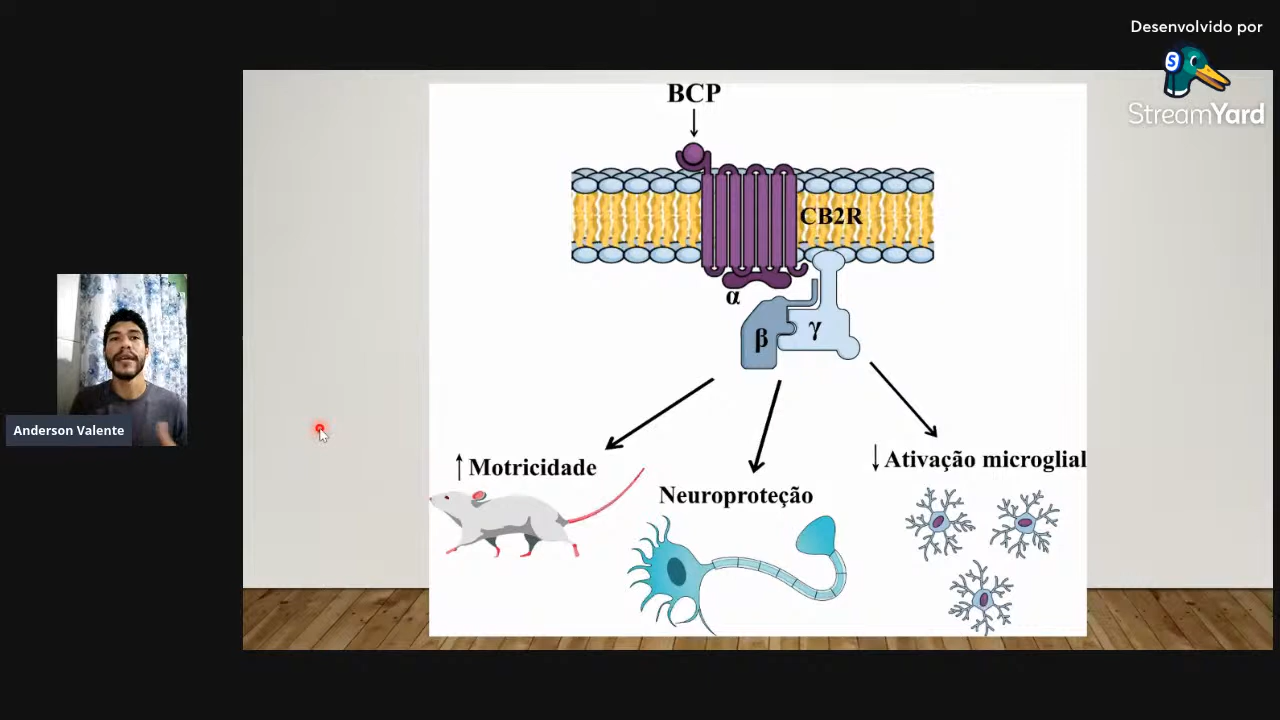 Desenvolvido por
S
StreamYard
BCP
CB2R
α
β
γ
↑ Motricidade
Neuroproteção
↓ Ativação microglial
Anderson Valente